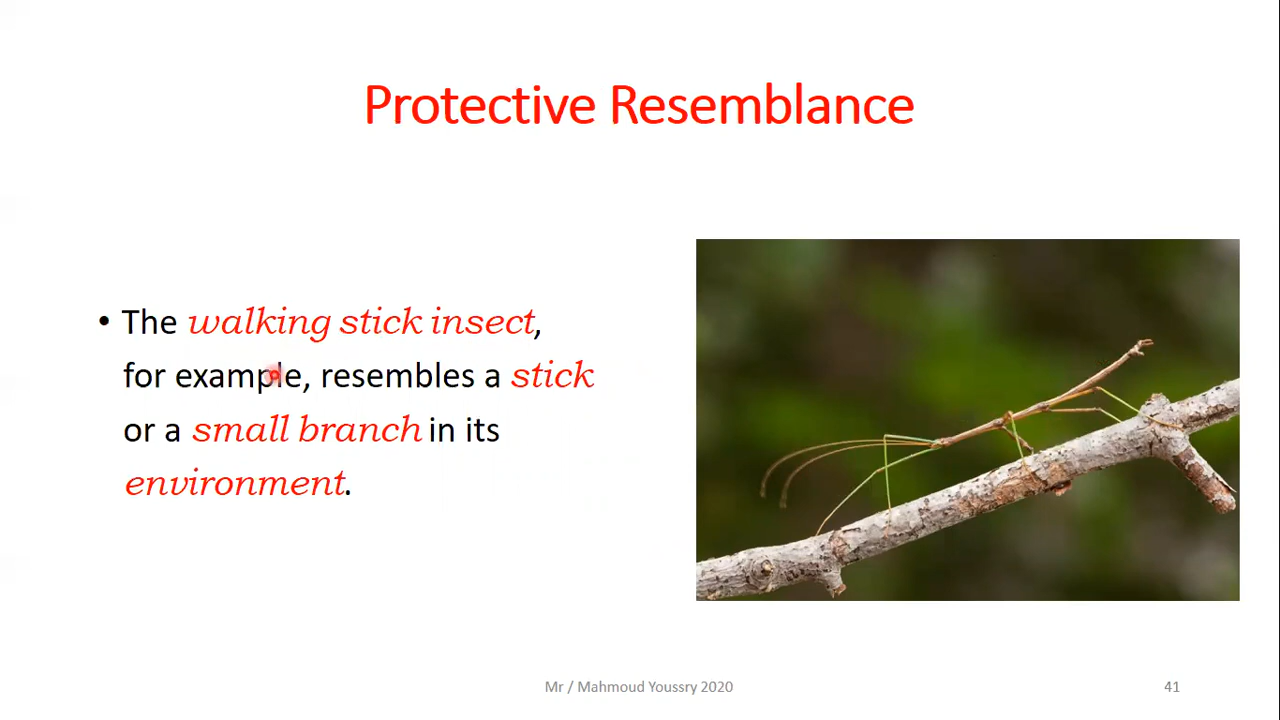 Protective Resemblance
• The walking stick insect,
for example, resembles a stick
or a small branch in its
environment.
Mr / Mahmoud Youssry 2020
41